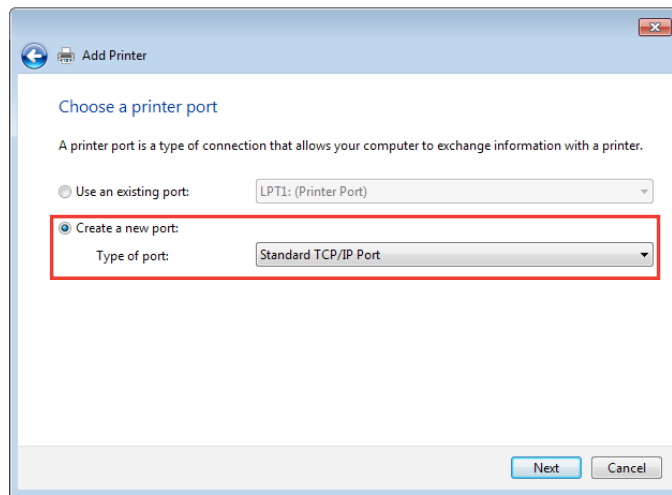 Add Printer
Choose a printer port
A printer port is a type of connection that allows your computer to exchange information with a printer.
Use an existing port: LPT1: (Printer Port)
Create a new port:
Type of port: Standard TCP/IP Port
Next Cancel